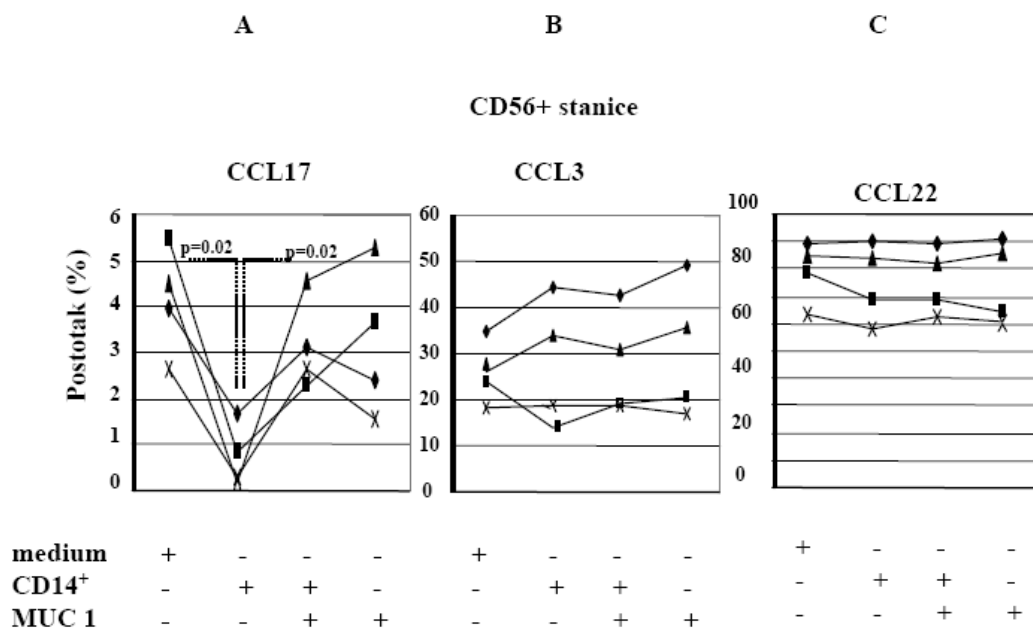 A B C
CD56+ stanice
CCL17 CCL3 CCL22
Postotak (%)
6
5
4
3
2
1
0
p=0.02 p=0.02
60
50
40
30
20
10
0
100
80
60
40
20
0
medium + - - - + - - - + - - -
CD14+ - + + - - + + - - + + -
MUC 1 - - + + - - + + - - + +